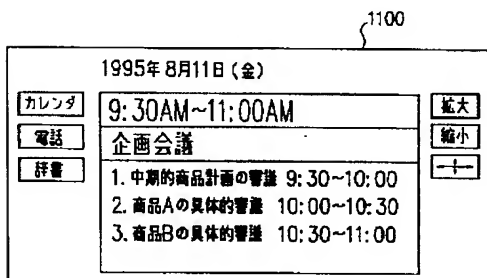 1100
1995年8月11日(金)
カレンダ
電話
辞書
9:30AM~11:00AM
企画会議
1. 中期的商品計画の審議 9:30~10:00
2. 商品Aの具体的審議 10:00~10:30
3. 商品Bの具体的審議 10:30~11:00
拡大
縮小